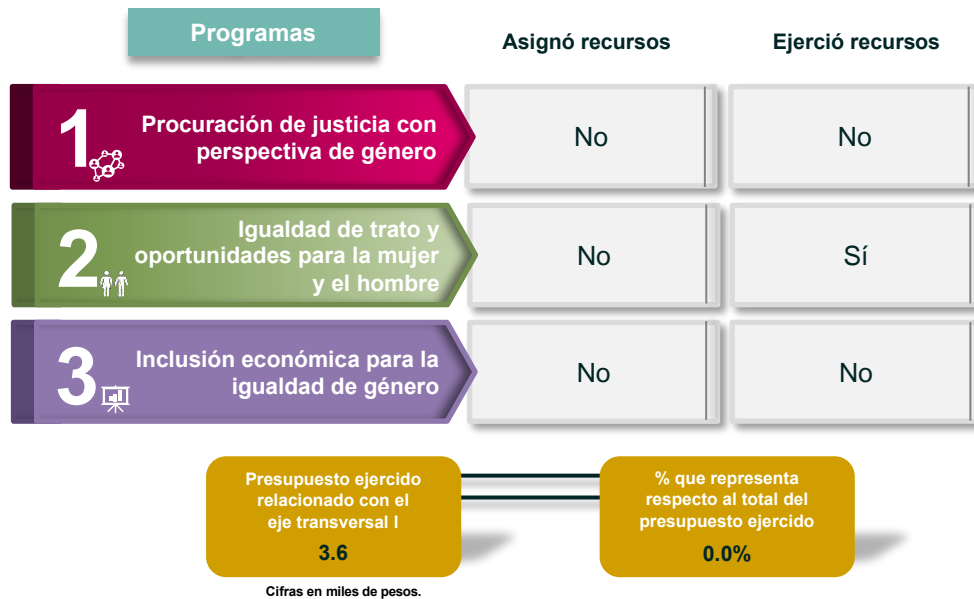 Programas
Asignó recursos
Ejerció recursos
1
Procuración de justicia con
perspectiva de género
No
No
2
Igualdad de trato y
oportunidades para la mujer
y el hombre
No
Sí
3
Inclusión económica para la
igualdad de género
No
No
Presupuesto ejercido
relacionado con el
eje transversal I
3.6
% que representa
respecto al total del
presupuesto ejercido
0.0%
Cifras en miles de pesos.